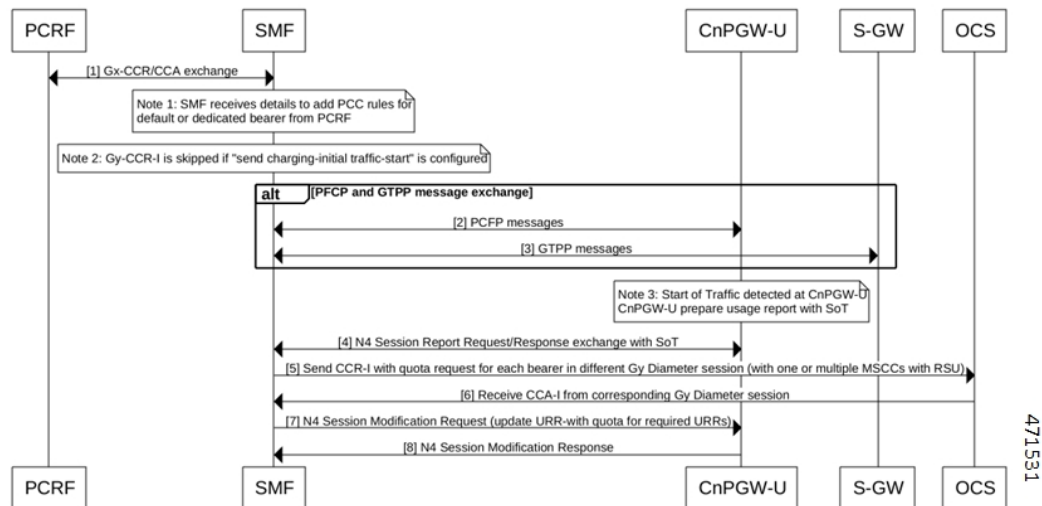 PCRF SMF CnPGW-U S-GW OCS
[1] Gx-CCR/CCA exchange
Note 1: SMF receives details to add PCC rules for
default or dedicated bearer from PCRF
Note 2: Gy-CCR-I is skipped if "send charging-initial traffic-start" is configured
alt [PFCP and GTPP message exchange]
[2] PCFP messages
[3] GTPP messages
Note 3: Start of Traffic detected at CnPGW-U
CnPGW-U prepare usage report with SoT
[4] N4 Session Report Request/Response exchange with SoT
[5] Send CCR-I with quota request for each bearer in different Gy Diameter session (with one or multiple MSCCs with RSU)
[6] Receive CCA-I from corresponding Gy Diameter session
[7] N4 Session Modification Request (update URR-with quota for required URRs)
[8] N4 Session Modification Response
PCRF SMF CnPGW-U S-GW OCS
471531